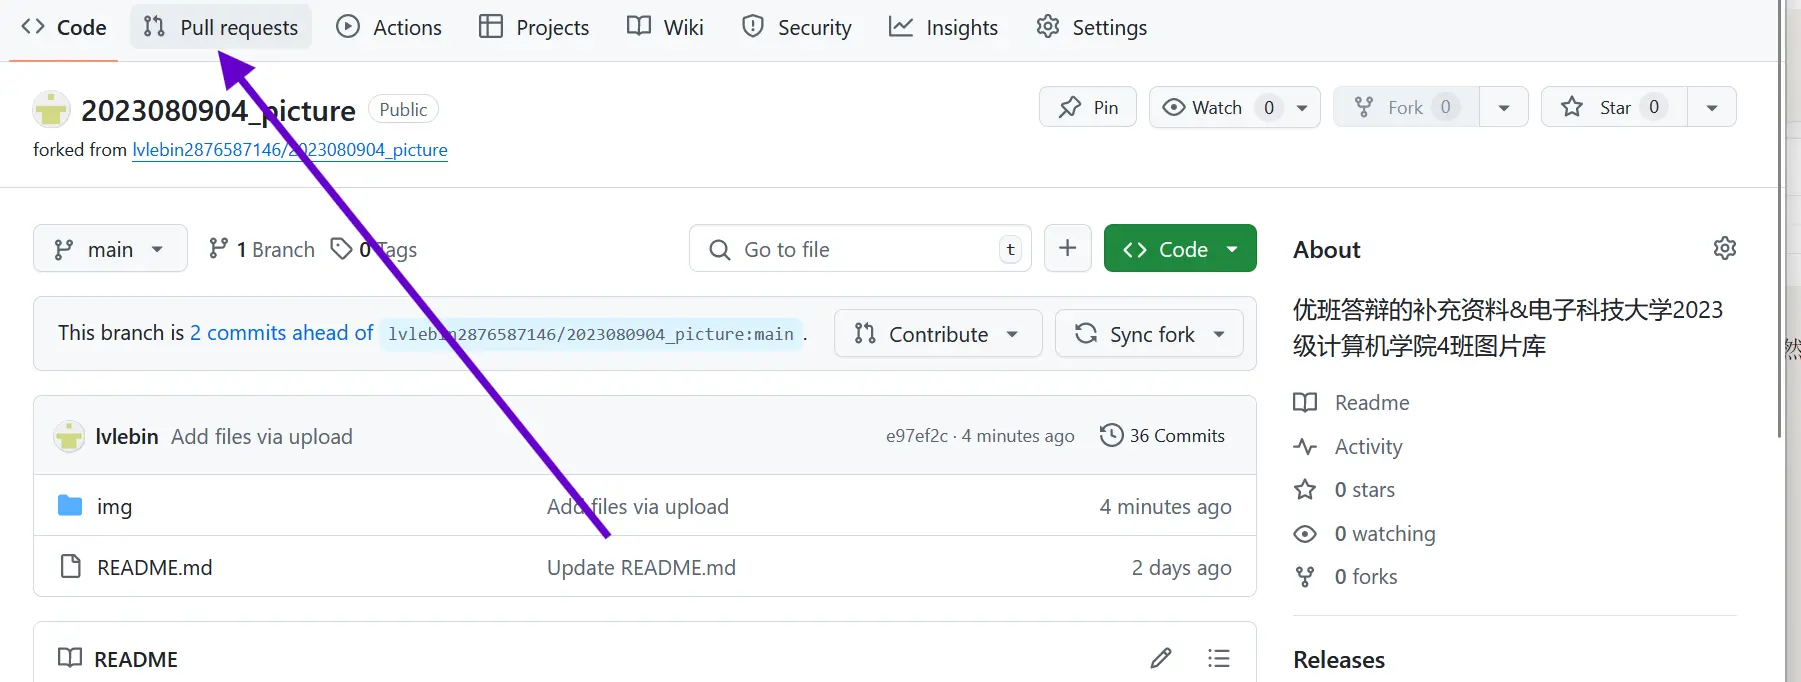 Code Pull requests Actions Projects Wiki Security Insights Settings
2023080904_picture Public Pin Watch 0 Fork 0 Star 0
forked from lvlebin2876587146/2023080904_picture
main 1 Branch 0 Tags Go to file t Code
This branch is 2 commits ahead of lvlebin2876587146/2023080904_picture:main . Contribute Sync fork
lvlebin Add files via upload e97ef2c · 4 minutes ago 36 Commits
img Add files via upload 4 minutes ago
README.md Update README.md 2 days ago
README
About
优班答辩的补充资料&电子科技大学2023
级计算机学院4班图片库
Readme
Activity
0 stars
0 watching
0 forks
Releases
然